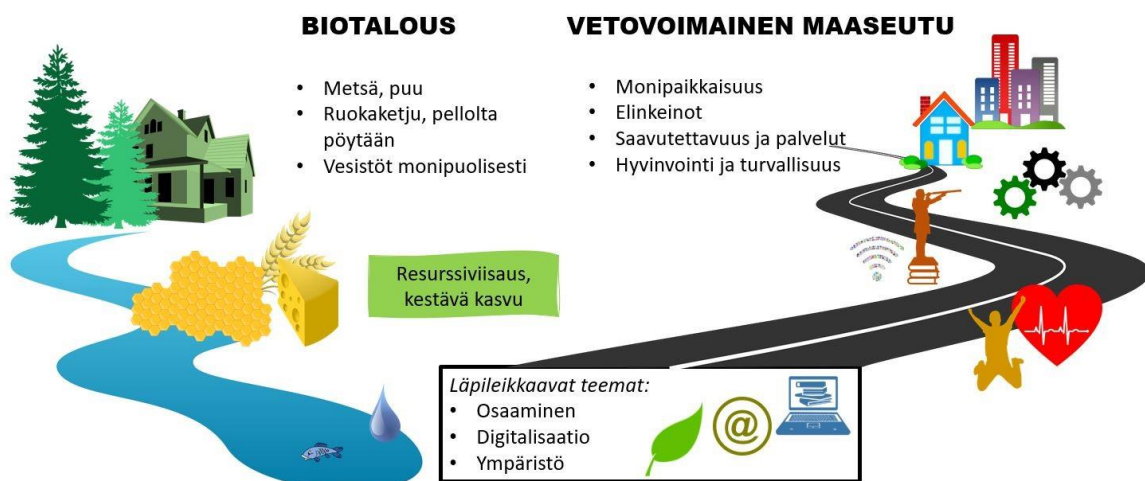 BIOTALOUS
• Metsä, puu
• Ruokaketju, pellolta
pöytään
• Vesistöt monipuolisesti
VETOVOIMAINEN MAASEUTU
• Monipaikkaisuus
• Elinkeinot
• Saavutettavuus ja palvelut
• Hyvinvointi ja turvallisuus
Resurssiviisaus,
kestävä kasvu
Läpileikkaavat teemat:
• Osaaminen
• Digitalisaatio
• Ympäristö
@